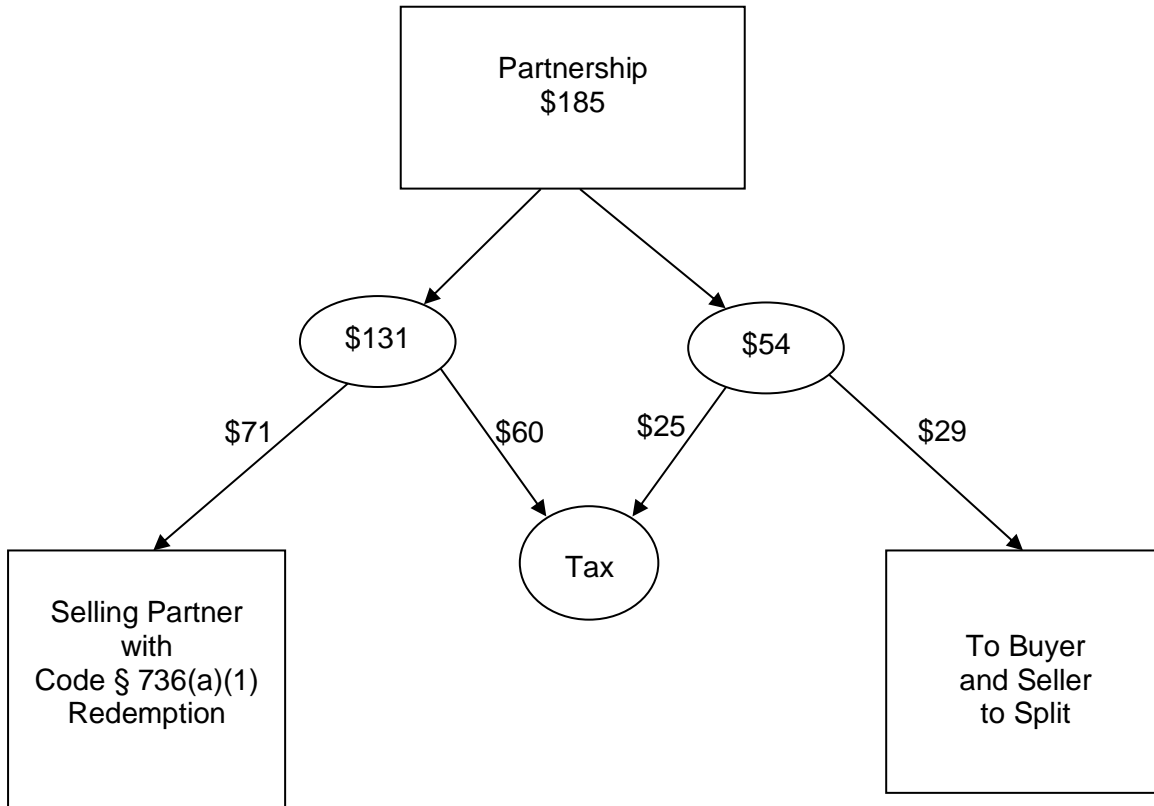 Partnership
$185
$131
$54
$71
$60
$25
$29
Tax
Selling Partner
with
Code § 736(a)(1)
Redemption
To Buyer
and Seller
to Split